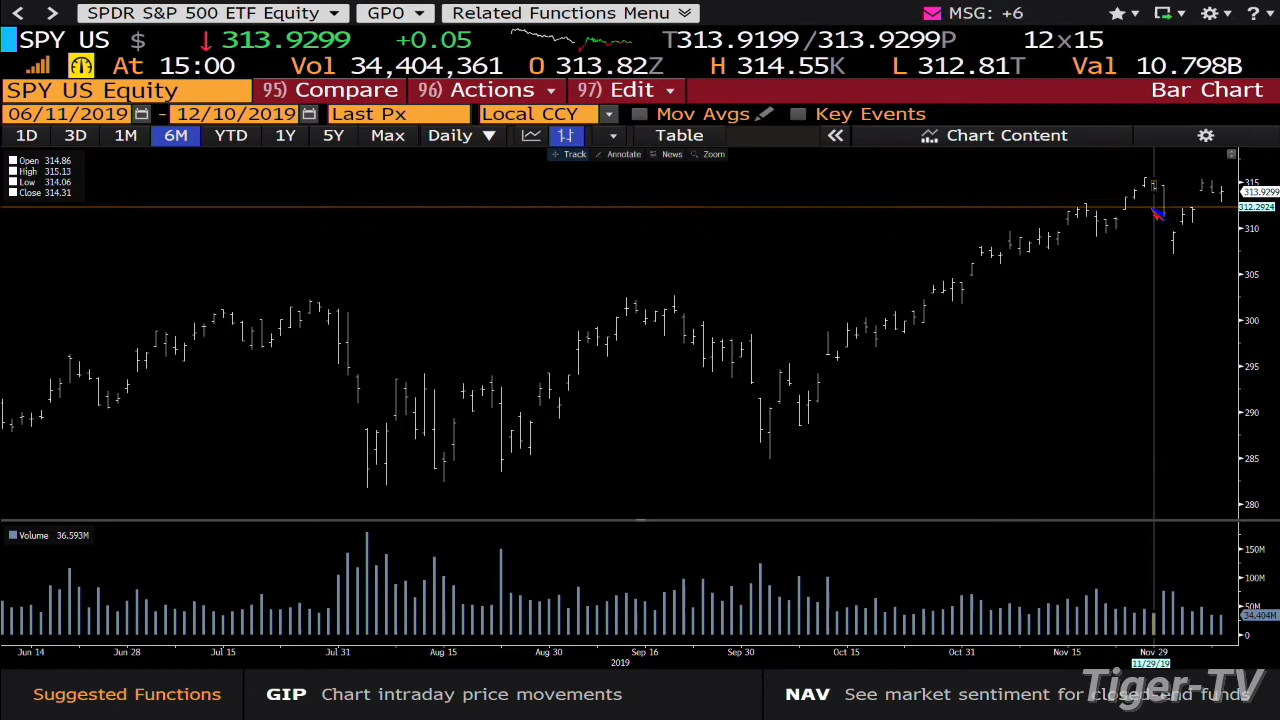 SPDR S&P 500 ETF Equity GPO Related Functions Menu MSG: +6 ?
SPY US $ 313.9299 +0.05 T313.9199/313.9299P 12x15
At 15:00 Vol 34,404,361 O 313.82Z H 314.55K L 312.81T Val 10.798B
SPY US Equity 95) Compare 96) Actions 97) Edit Bar Chart
06/11/2019 - 12/10/2019 Last Px Local CCY Mov Avgs Key Events
1D 3D 1M 6M YTD 1Y 5Y Max Daily Table Chart Content
Track Annotate News Zoom
Open 314.86
High 315.13
Low 314.06
Close 314.31
315
313.9299
312.2924
310
305
300
295
290
285
280
Volume 36.593M
150M
100M
50M
34.404M
0
Jun 14 Jun 28 Jul 15 Jul 31 Aug 15 Aug 30 Sep 16 Sep 30 Oct 15 Oct 31 Nov 15 Nov 29
2019 11/29/19
Suggested Functions GIP Chart intraday price movements NAV See market sentiment for closed-send funds
Tiger-TV